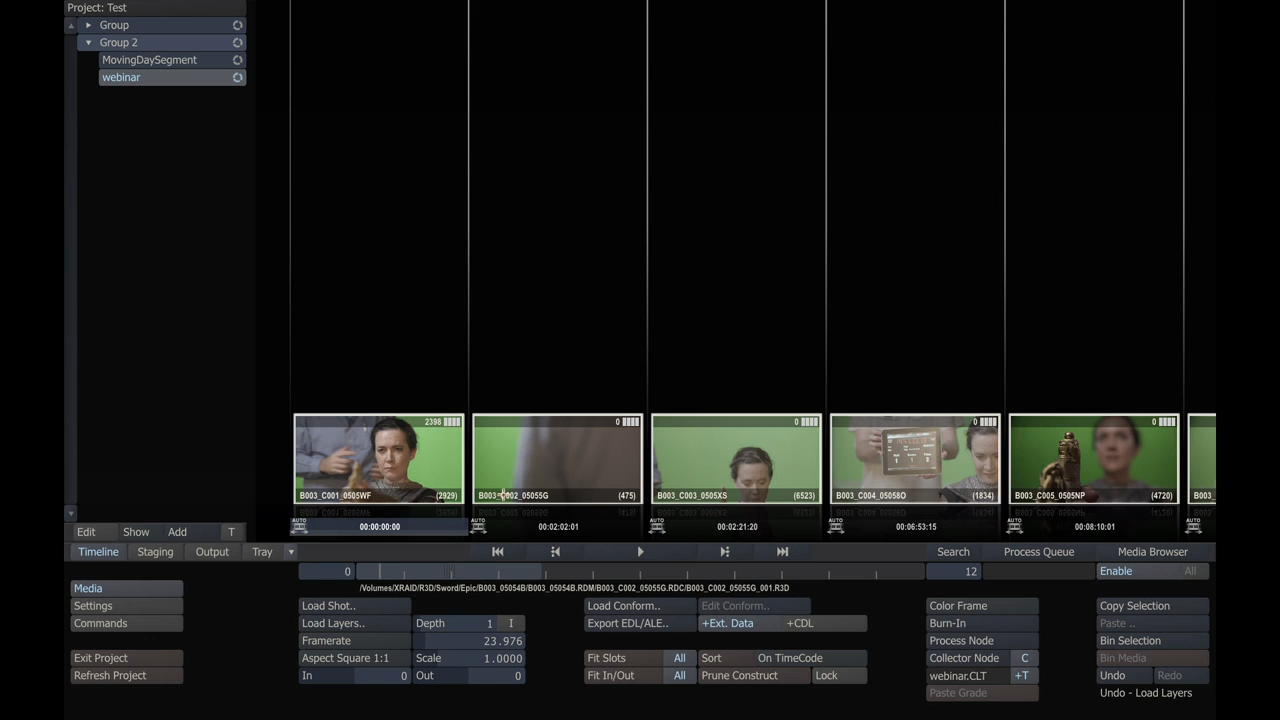 Project: Test
Group
Group 2
MovingDaySegment
webinar
2398
0
0
0
0
B003_C001_0505WF (2929)
B003_C002_05055G (475)
B003_C003_0505XS (6523)
B003_C004_05058O (1834)
B003_C005_0505NP (4720)
B003_
AUTO 00:00:00:00
AUTO 00:02:02:01
AUTO 00:02:21:20
AUTO 00:06:53:15
AUTO 00:08:10:01
AUTO
Edit Show Add T
Timeline Staging Output Tray Search Process Queue Media Browser
0 12 Enable All
Media /Volumes/XRAID/R3D/Sword/Epic/B003_05054B/B003_05054B.RDM/B003_C002_05055G.RDC/B003_C002_05055G_001.R3D
Settings Load Shot.. Load Conform.. Edit Conform.. Color Frame Copy Selection
Commands Load Layers.. Depth 1 I Export EDL/ALE.. +Ext. Data +CDL Burn-In Paste ..
Framerate 23.976 Process Node Bin Selection
Exit Project Aspect Square 1:1 Scale 1.0000 Fit Slots All Sort On TimeCode Collector Node C Bin Media
Refresh Project In 0 Out 0 Fit In/Out All Prune Construct Lock webinar.CLT +T Undo Redo
Paste Grade Undo - Load Layers